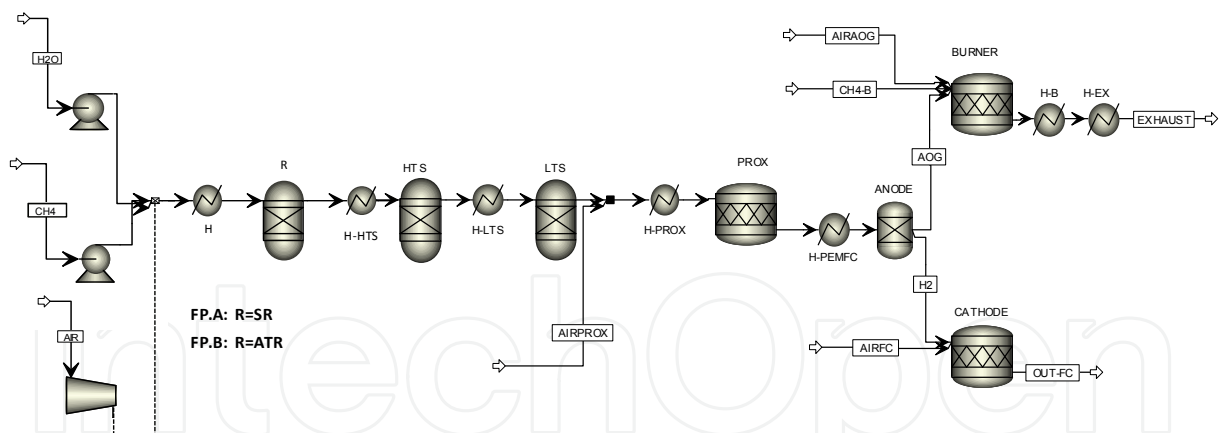 H2O
CH4
AIR
H
R
FP.A: R=SR
FP.B: R=ATR
H-HTS
HTS
H-LTS
LTS
AIRPROX
H-PROX
PROX
H-PEMFC
ANODE
AOG
H2
AIRAOG
CH4-B
BURNER
H-B
H-EX
EXHAUST
CATHODE
AIRFC
OUT-FC
IntechOpen